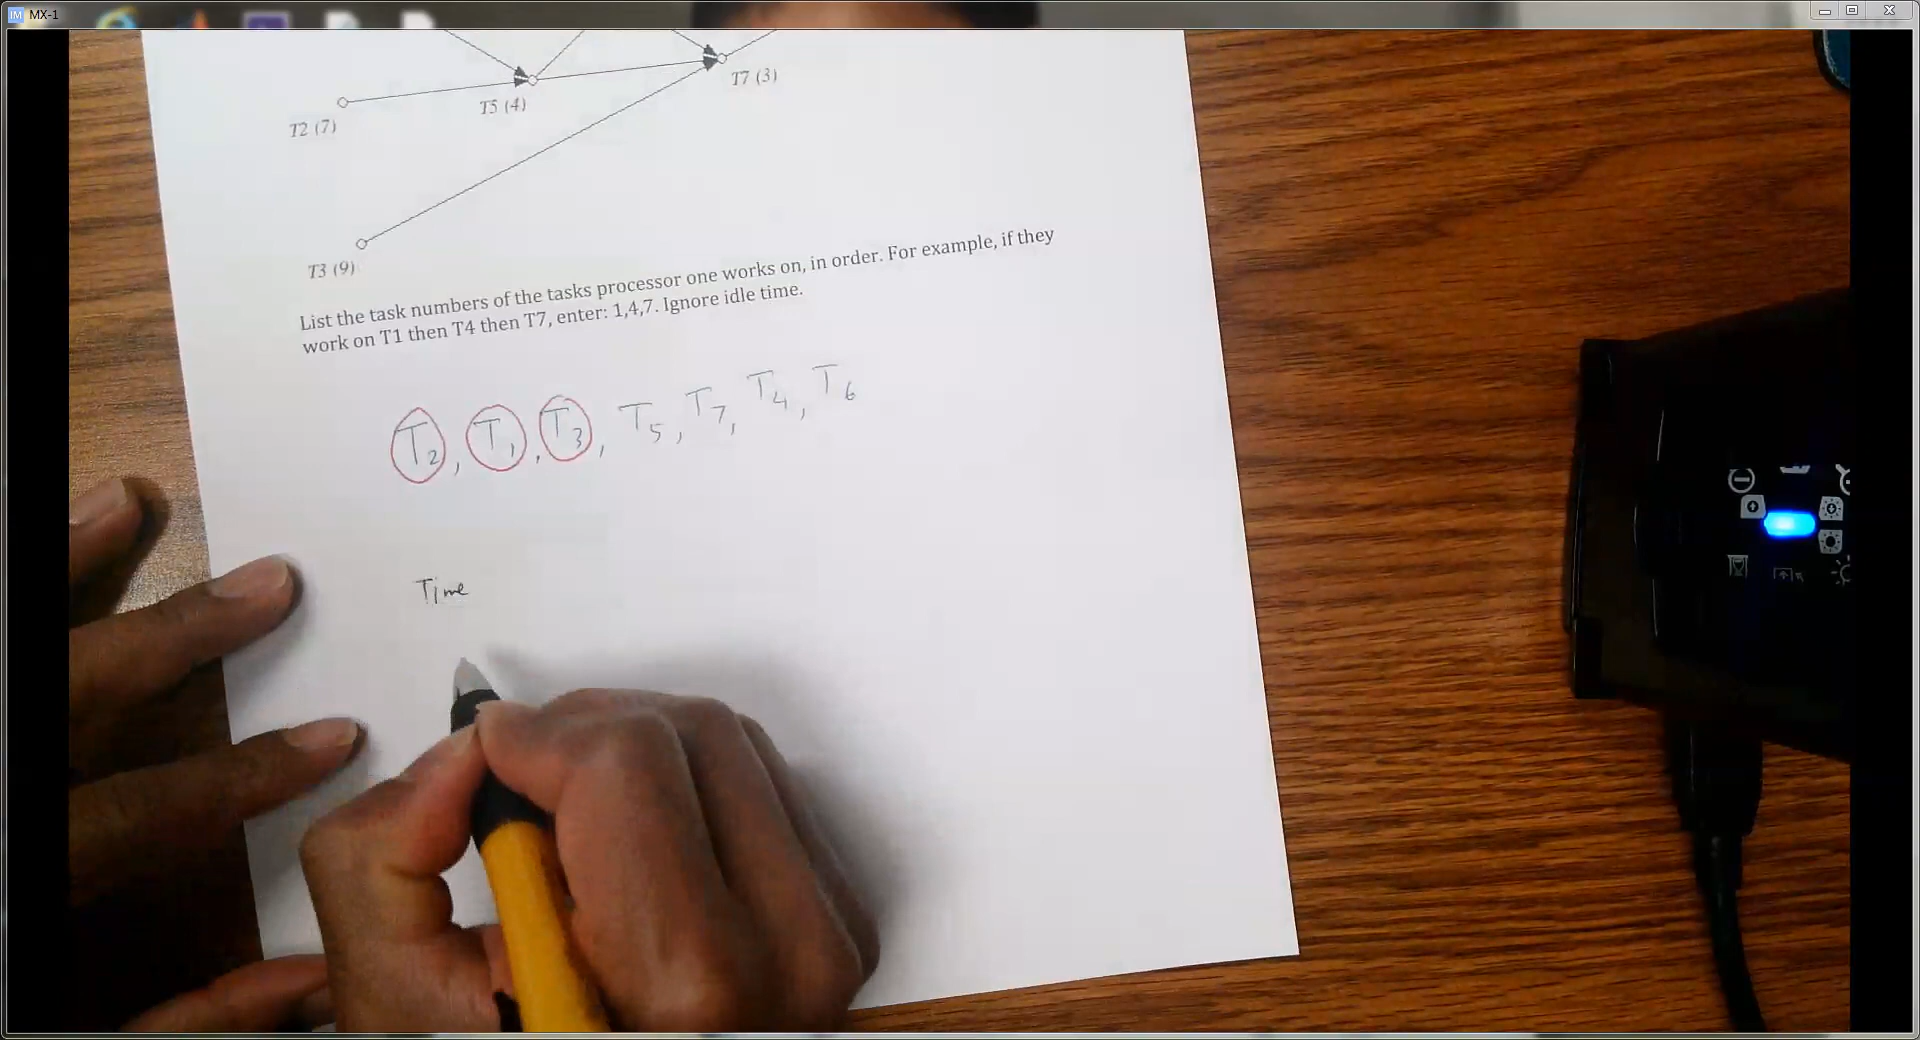 MX-1
T7 (3)
T5 (4)
T2 (7)
T3 (9)
List the task numbers of the tasks processor one works on, in order. For example, if they
work on T1 then T4 then T7, enter: 1,4,7. Ignore idle time.
T2, T1, T3, T5, T7, T4, T6
Time